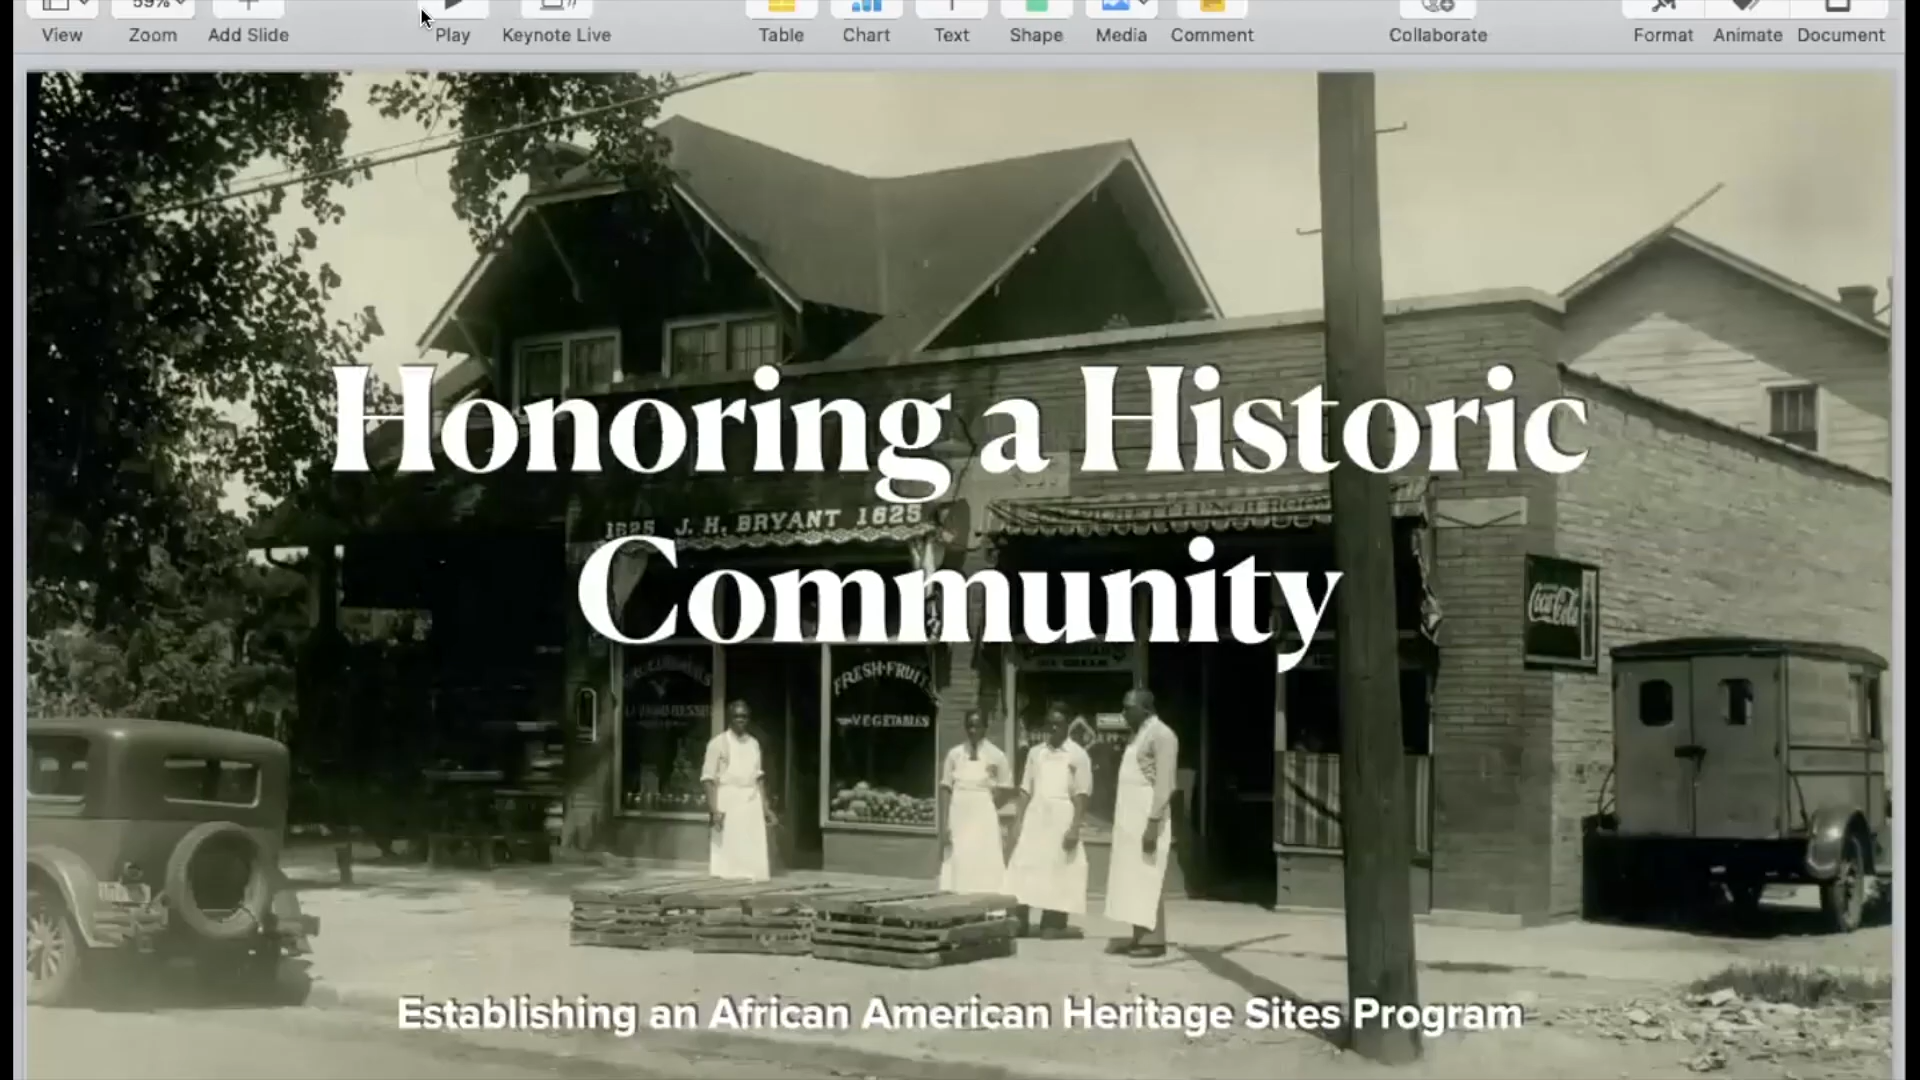 59%
View
Zoom
Add Slide
Play
Keynote Live
Table
Chart
Text
Shape
Media
Comment
Collaborate
Format
Animate
Document
Honoring a Historic
Community
1625 J. H. BRYANT 1625
Coca-Cola
FRESH FRUITS
VEGETABLES
Establishing an African American Heritage Sites Program